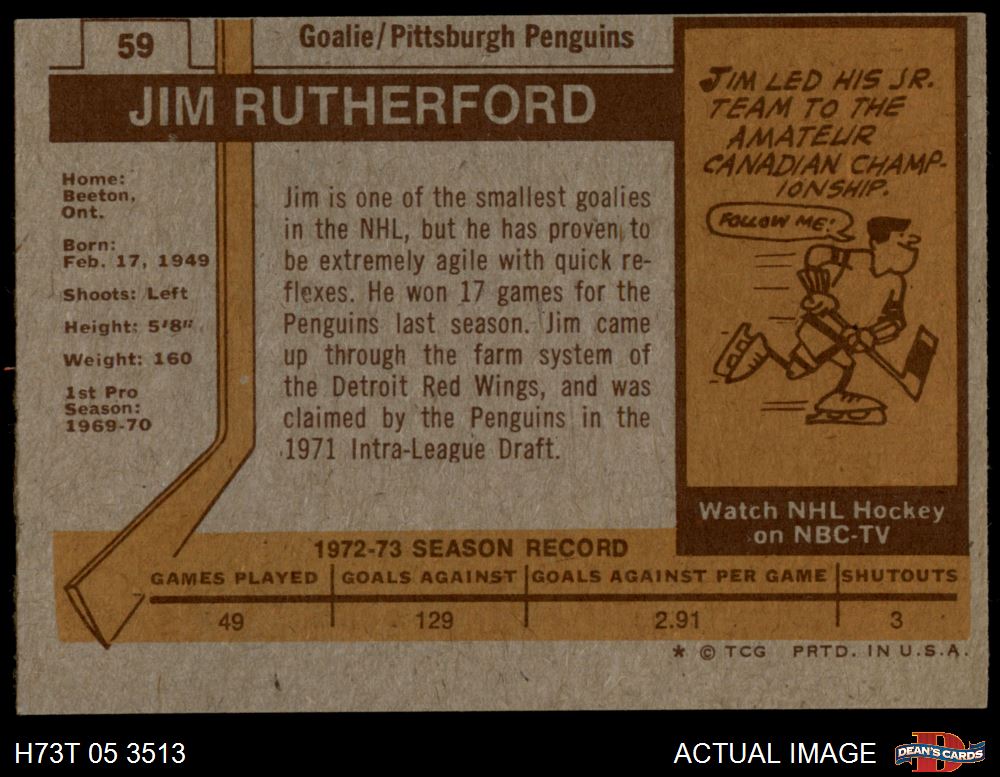 59
Goalie/Pittsburgh Penguins
JIM RUTHERFORD
Home:
Beeton,
Ont.
Born:
Feb. 17, 1949
Shoots: Left
Height: 5'8"
Weight: 160
1st Pro
Season:
1969-70
Jim is one of the smallest goalies
in the NHL, but he has proven to
be extremely agile with quick re-
flexes. He won 17 games for the
Penguins last season. Jim came
up through the farm system of
the Detroit Red Wings, and was
claimed by the Penguins in the
1971 Intra-League Draft.
JIM LED HIS JR.
TEAM TO THE
AMATEUR
CANADIAN CHAMP-
IONSHIP.
FOLLOW ME!
Watch NHL Hockey
on NBC-TV
1972-73 SEASON RECORD
GAMES PLAYED GOALS AGAINST GOALS AGAINST PER GAME SHUTOUTS
49 129 2.91 3
* © TCG PRTD. IN U.S.A.
H73T 05 3513
ACTUAL IMAGE
D
DEAN'S CARDS